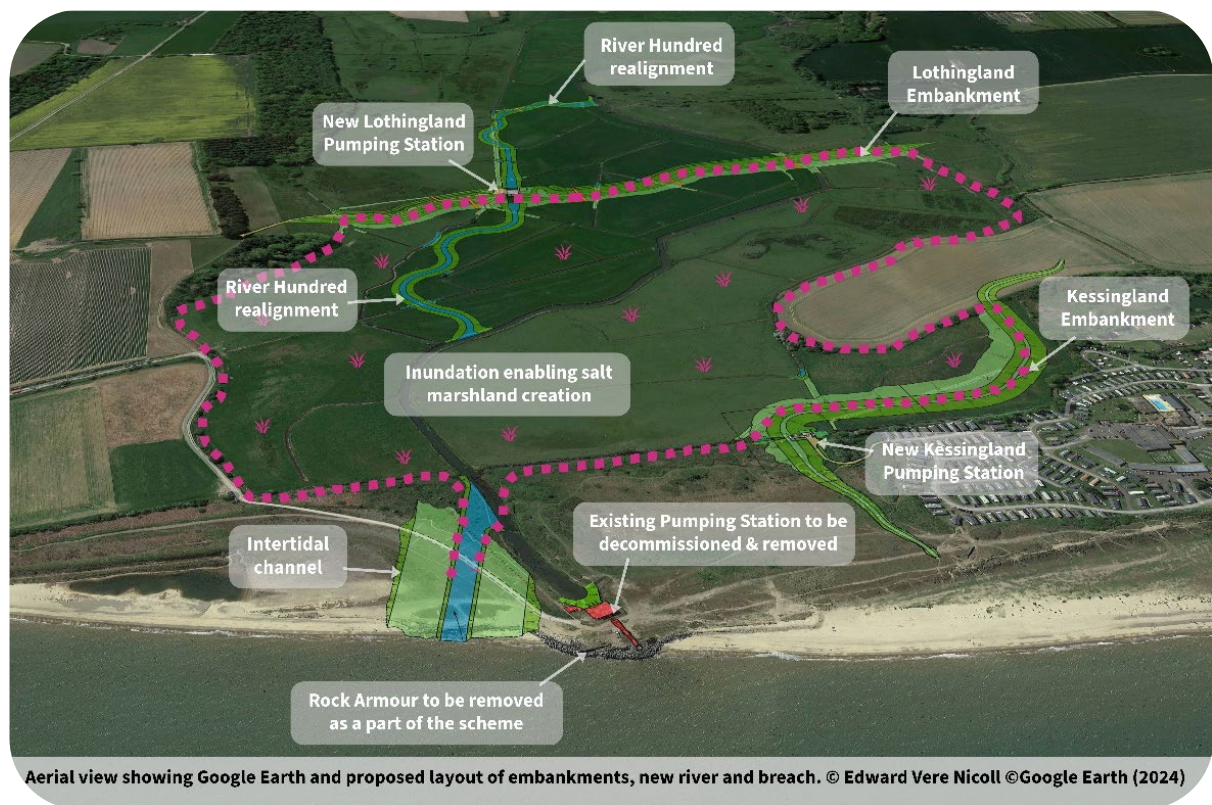 River Hundred
realignment
Lothingland
Embankment
New Lothingland
Pumping Station
River Hundred
realignment
Kessingland
Embankment
Inundation enabling salt
marshland creation
New Kessingland
Pumping Station
Existing Pumping Station to be
decommissioned & removed
Intertidal
channel
Rock Armour to be removed
as a part of the scheme
Aerial view showing Google Earth and proposed layout of embankments, new river and breach. © Edward Vere Nicoll ©Google Earth (2024)